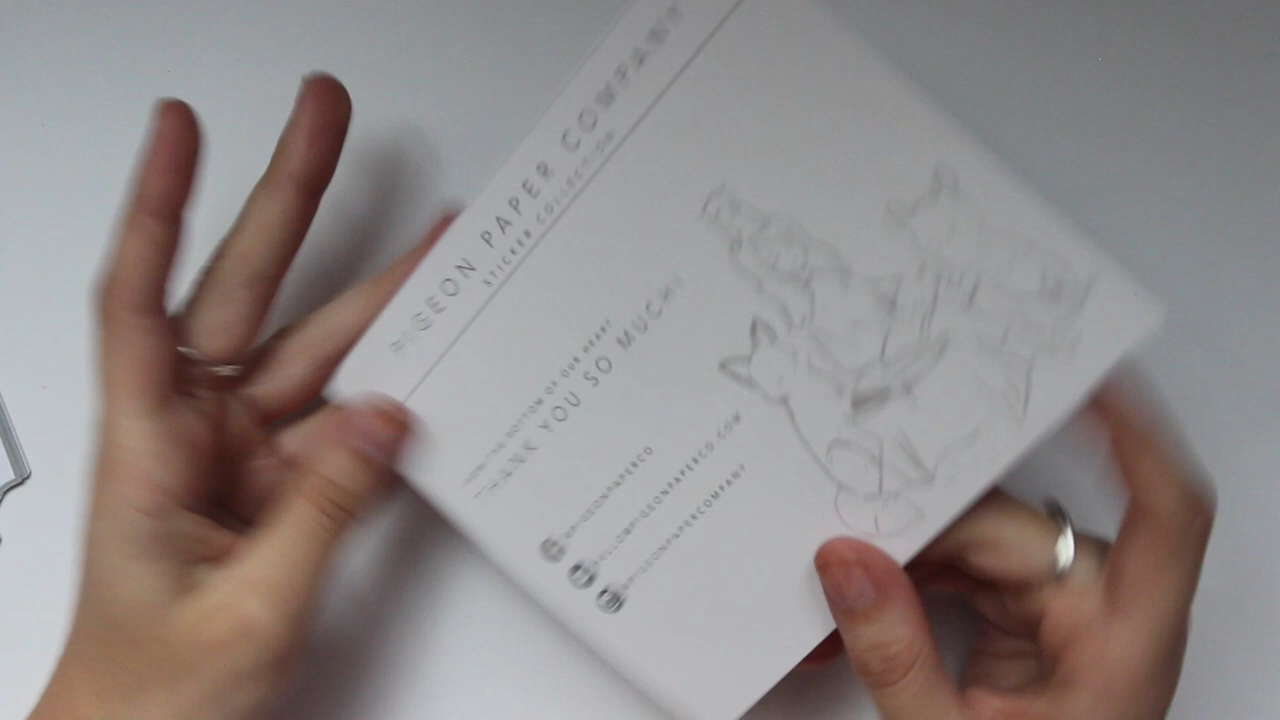 PIGEON PAPER COMPANY
STICKER COLLECTION
FROM THE BOTTOM OF OUR HEART
THANK YOU SO MUCH!
@PIGEONPAPERCO
PIGEONPAPERCO.COM
@PIGEONPAPERCOMPANY